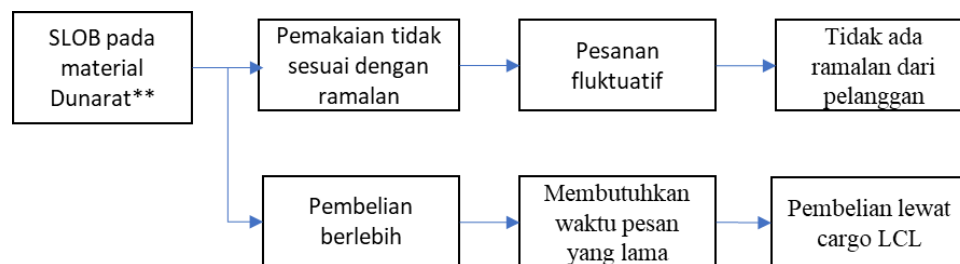 SLOB pada
material
Dunarat**
Pemakaian tidak
sesuai dengan
ramalan
Pesanan
fluktuatif
Tidak ada
ramalan dari
pelanggan
Pembelian
berlebih
Membutuhkan
waktu pesan
yang lama
Pembelian lewat
cargo LCL